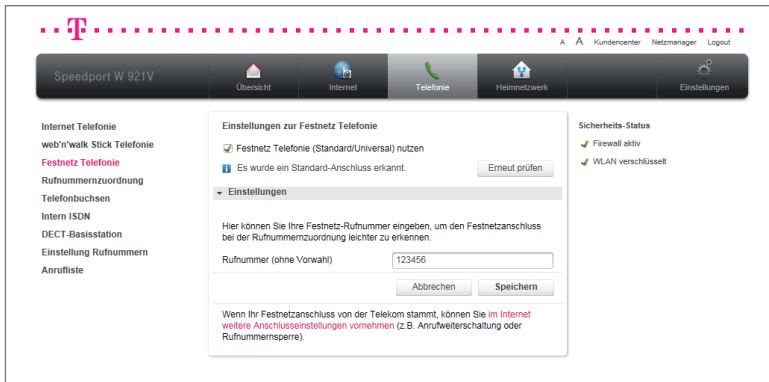 T
A A Kundencenter Netzmanager Logout
Speedport W 921V
Übersicht
Internet
Telefonie
Heimnetzwerk
Einstellungen
Internet Telefonie
web'n'walk Stick Telefonie
Festnetz Telefonie
Rufnummernzuordnung
Telefonbuchsen
Intern ISDN
DECT-Basisstation
Einstellung Rufnummern
Anrufliste
Einstellungen zur Festnetz Telefonie
Festnetz Telefonie (Standard/Universal) nutzen
Es wurde ein Standard-Anschluss erkannt.
Erneut prüfen
Einstellungen
Hier können Sie Ihre Festnetz-Rufnummer eingeben, um den Festnetzanschluss
bei der Rufnummernzuordnung leichter zu erkennen.
Rufnummer (ohne Vorwahl) 123456
Abbrechen Speichern
Wenn Ihr Festnetzanschluss von der Telekom stammt, können Sie im Internet
weitere Anschlusseinstellungen vornehmen (z.B. Anrufweiterschaltung oder
Rufnummernsperre).
Sicherheits-Status
Firewall aktiv
WLAN verschlüsselt